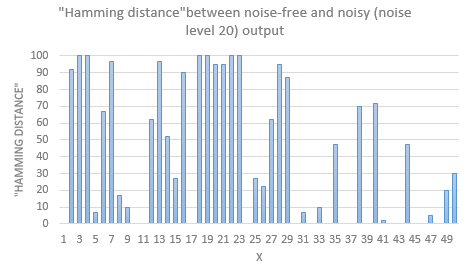 "Hamming distance"between noise-free and noisy (noise
level 20) output
100
90
80
70
60
50
40
30
20
10
0
"HAMMING DISTANCE"
1 3 5 7 9 11 13 15 17 19 21 23 25 27 29 31 33 35 37 39 41 43 45 47 49
X